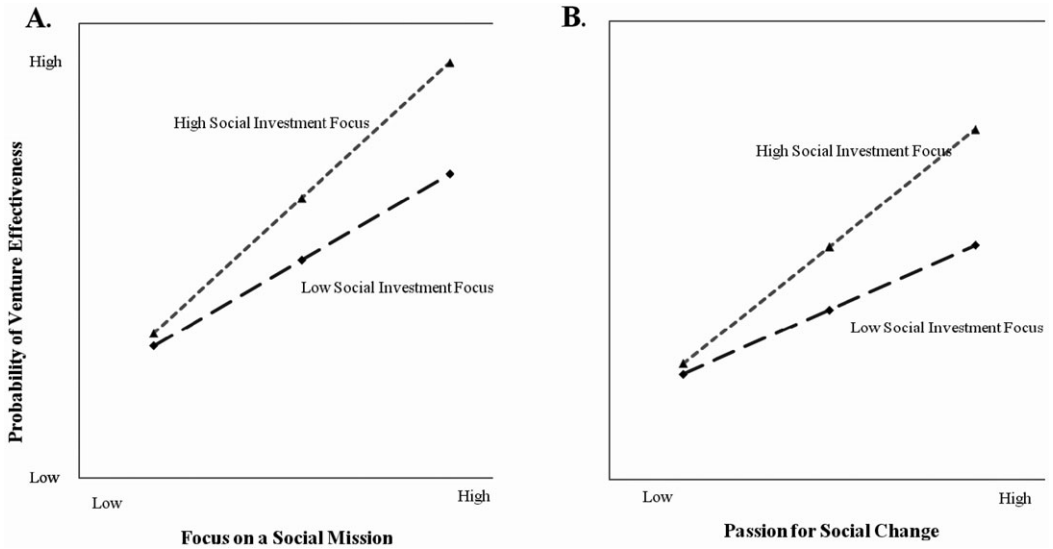 A.
High
High Social Investment Focus
Low Social Investment Focus
Probability of Venture Effectiveness
Low
Low
High
Focus on a Social Mission
B.
High Social Investment Focus
Low Social Investment Focus
Low
High
Passion for Social Change